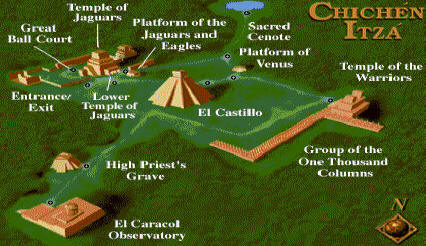 CHICHEN
ITZA
Temple of
Jaguars
Great
Ball Court
Platform of the
Jaguars and
Eagles
Sacred
Cenote
Platform of
Venus
Temple of the
Warriors
Entrance/
Exit
Lower
Temple of
Jaguars
El Castillo
Group of the
One Thousand
Columns
High Priest's
Grave
El Caracol
Observatory
N